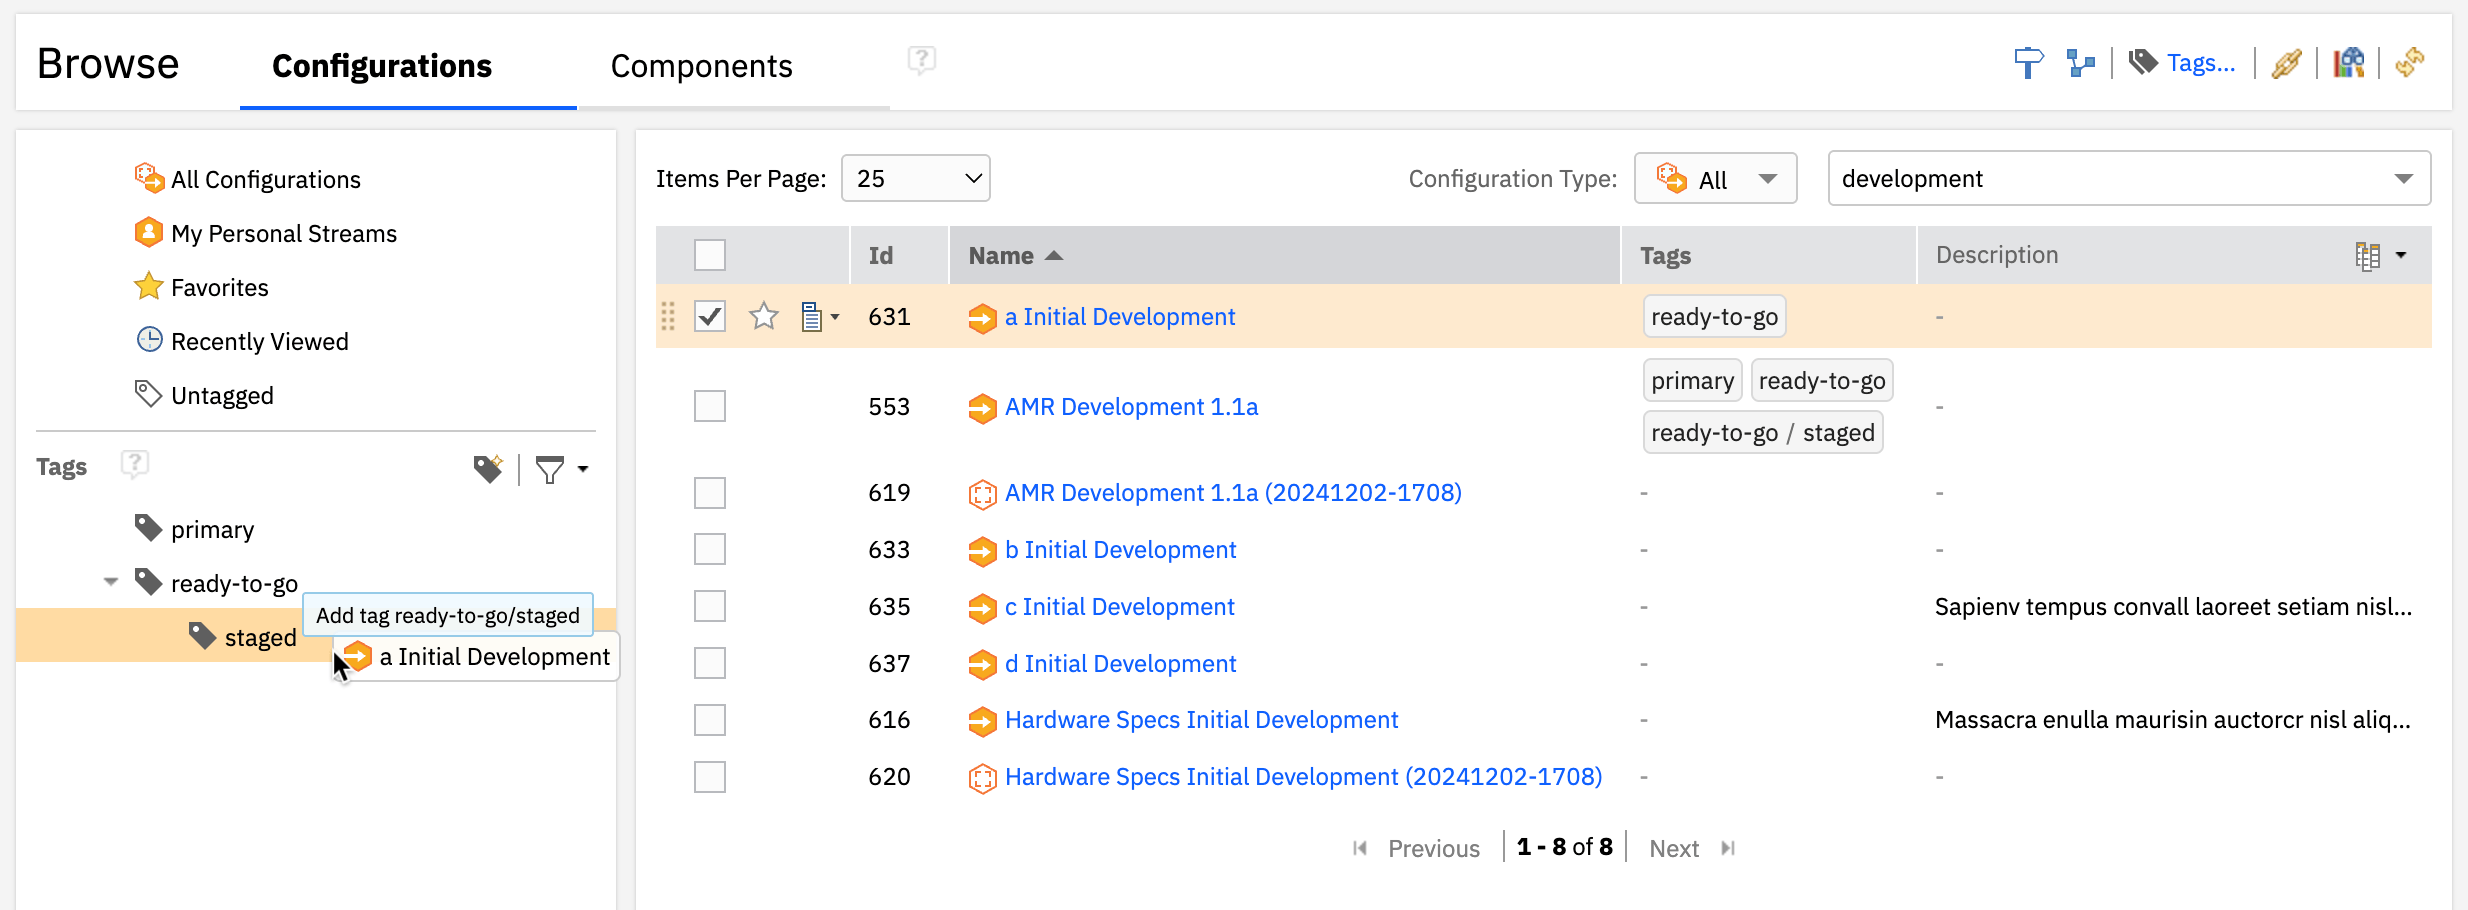 Browse Configurations Components ? Tags...
All Configurations
My Personal Streams
Favorites
Recently Viewed
Untagged
Tags ?
primary
ready-to-go
Add tag ready-to-go/staged
staged
a Initial Development
Items Per Page: 25 Configuration Type: All development
Id Name Tags Description
631 a Initial Development ready-to-go -
553 AMR Development 1.1a primary ready-to-go -
ready-to-go / staged
619 AMR Development 1.1a (20241202-1708) - -
633 b Initial Development - -
635 c Initial Development - Sapienv tempus convall laoreet setiam nisl...
637 d Initial Development - -
616 Hardware Specs Initial Development - Massacra enulla maurisin auctorcr nisl aliq...
620 Hardware Specs Initial Development (20241202-1708) - -
Previous 1 - 8 of 8 Next